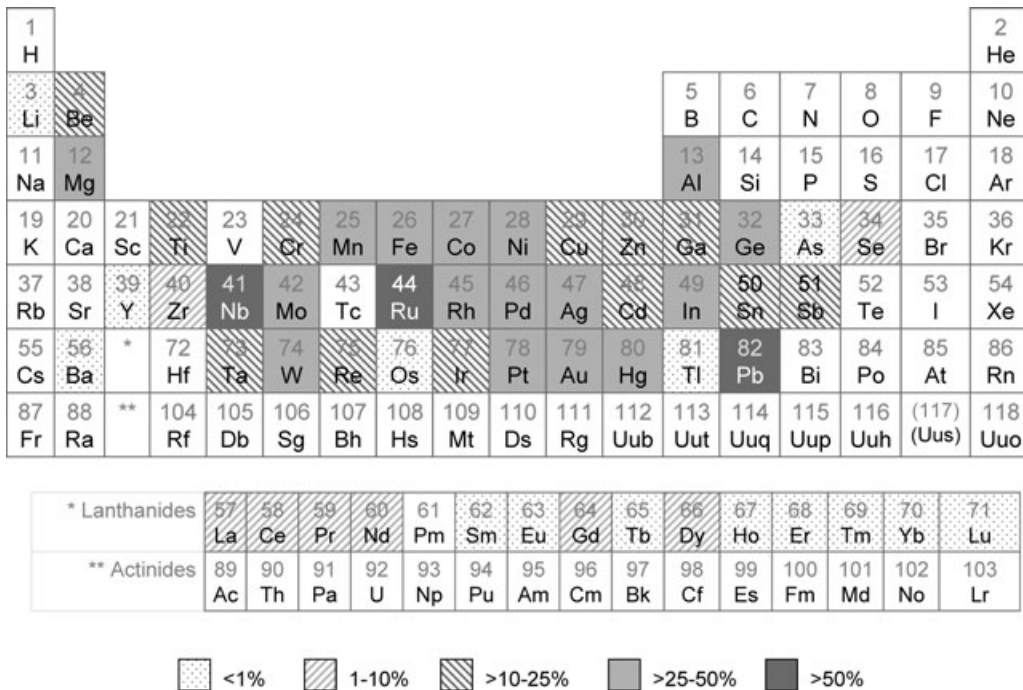 1 2
H He
3 4 5 6 7 8 9 10
Li Be B C N O F Ne
11 12 13 14 15 16 17 18
Na Mg Al Si P S Cl Ar
19 20 21 22 23 24 25 26 27 28 29 30 31 32 33 34 35 36
K Ca Sc Ti V Cr Mn Fe Co Ni Cu Zn Ga Ge As Se Br Kr
37 38 39 40 41 42 43 44 45 46 47 48 49 50 51 52 53 54
Rb Sr Y Zr Nb Mo Tc Ru Rh Pd Ag Cd In Sn Sb Te I Xe
55 56 * 72 73 74 75 76 77 78 79 80 81 82 83 84 85 86
Cs Ba Hf Ta W Re Os Ir Pt Au Hg Tl Pb Bi Po At Rn
87 88 ** 104 105 106 107 108 109 110 111 112 113 114 115 116 (117) 118
Fr Ra Rf Db Sg Bh Hs Mt Ds Rg Uub Uut Uuq Uup Uuh (Uus) Uuo
* Lanthanides 57 58 59 60 61 62 63 64 65 66 67 68 69 70 71
La Ce Pr Nd Pm Sm Eu Gd Tb Dy Ho Er Tm Yb Lu
** Actinides 89 90 91 92 93 94 95 96 97 98 99 100 101 102 103
Ac Th Pa U Np Pu Am Cm Bk Cf Es Fm Md No Lr
<1% 1-10% >10-25% >25-50% >50%